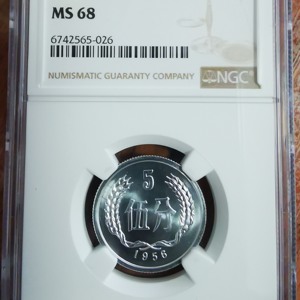 MS 68
6742565-026
NUMISMATIC GUARANTY COMPANY
NGC
5
伍分
1956